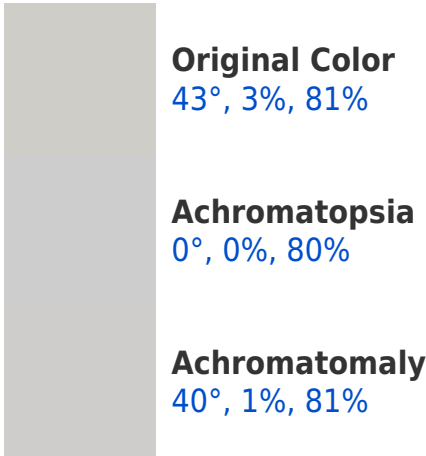 Original Color
43°, 3%, 81%
Achromatopsia
0°, 0%, 80%
Achromatomaly
40°, 1%, 81%